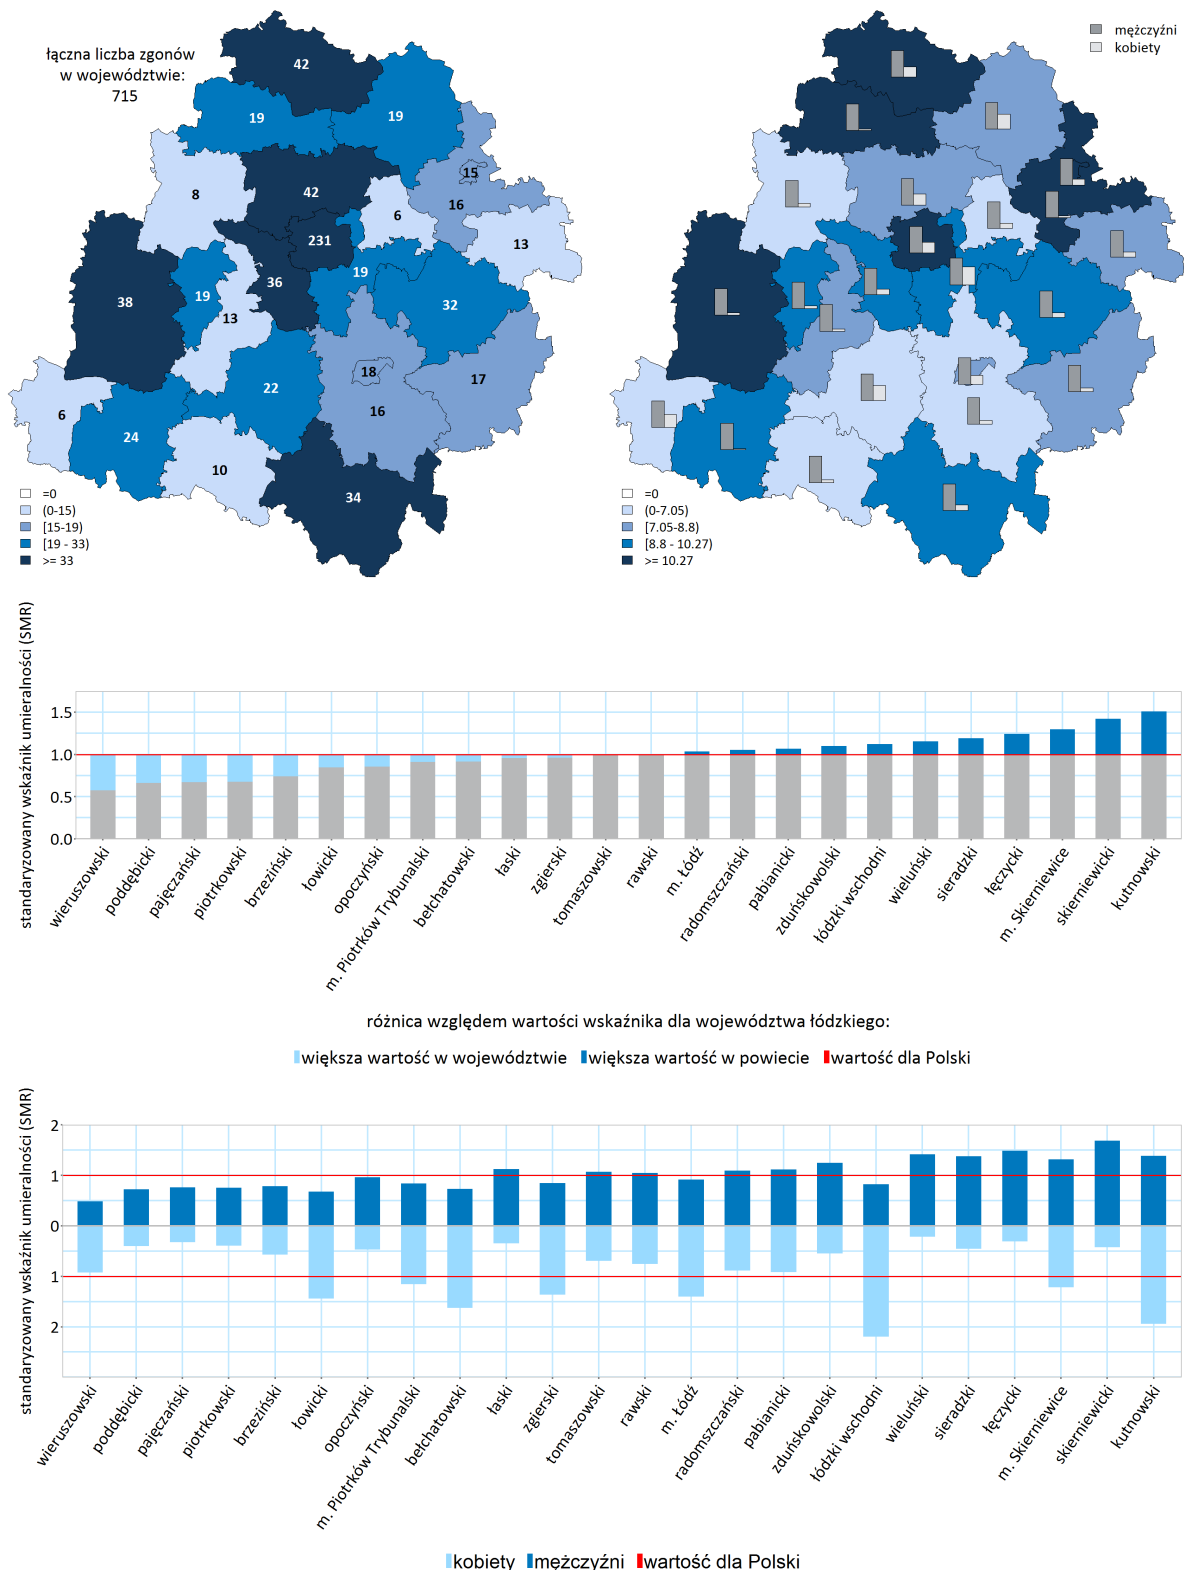 łączna liczba zgonów
w województwie:
715
42
19
19
15
8
42
16
6
13
231
19
36
38
19
13
32
22
18
17
16
6
24
10
34
=0
(0-15)
[15-19)
[19 - 33)
>= 33
mężczyźni
kobiety
=0
(0-7.05)
[7.05-8.8)
[8.8 - 10.27)
>= 10.27
standaryzowany wskaźnik umieralności (SMR)
1.5
1.0
0.5
0.0
wieruszowski
poddębicki
pajęczański
piotrkowski
brzeziński
łowicki
opoczyński
m. Piotrków Trybunalski
bełchatowski
łaski
zgierski
tomaszowski
rawski
m. Łódź
radomszczański
pabianicki
zduńskowolski
łódzki wschodni
wieluński
sieradzki
łęczycki
m. Skierniewice
skierniewicki
kutnowski
różnica względem wartości wskaźnika dla województwa łódzkiego:
większa wartość w województwie większa wartość w powiecie wartość dla Polski
standaryzowany wskaźnik umieralności (SMR)
2
1
0
1
2
wieruszowski
poddębicki
pajęczański
piotrkowski
brzeziński
łowicki
opoczyński
m. Piotrków Trybunalski
bełchatowski
łaski
zgierski
tomaszowski
rawski
m. Łódź
radomszczański
pabianicki
zduńskowolski
łódzki wschodni
wieluński
sieradzki
łęczycki
m. Skierniewice
skierniewicki
kutnowski
kobiety mężczyźni wartość dla Polski